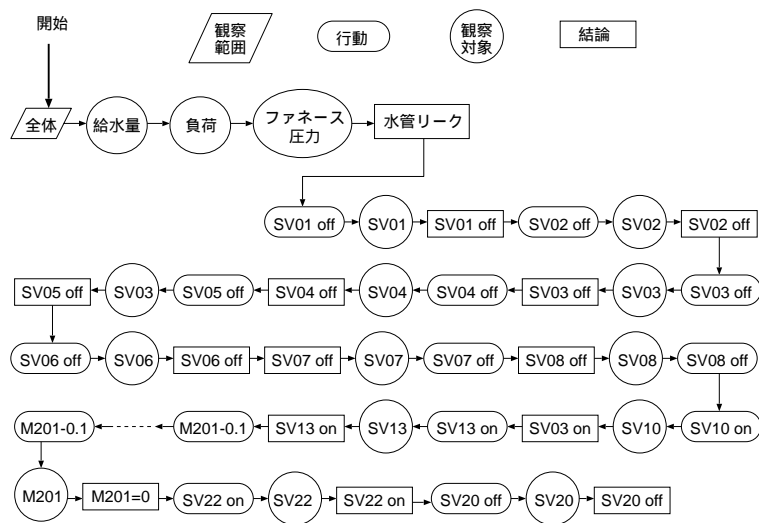 開始
観察
範囲
行動
観察
対象
結論
全体
給水量
負荷
ファネース
圧力
水管リーク
SV01 off
SV01
SV01 off
SV02 off
SV02
SV02 off
SV03 off
SV03
SV03 off
SV04 off
SV04
SV04 off
SV05 off
SV03
SV05 off
SV06 off
SV06
SV06 off
SV07 off
SV07
SV07 off
SV08 off
SV08
SV08 off
SV10 on
SV10
SV03 on
SV13 on
SV13
SV13 on
M201-0.1
M201-0.1
M201
M201=0
SV22 on
SV22
SV22 on
SV20 off
SV20
SV20 off